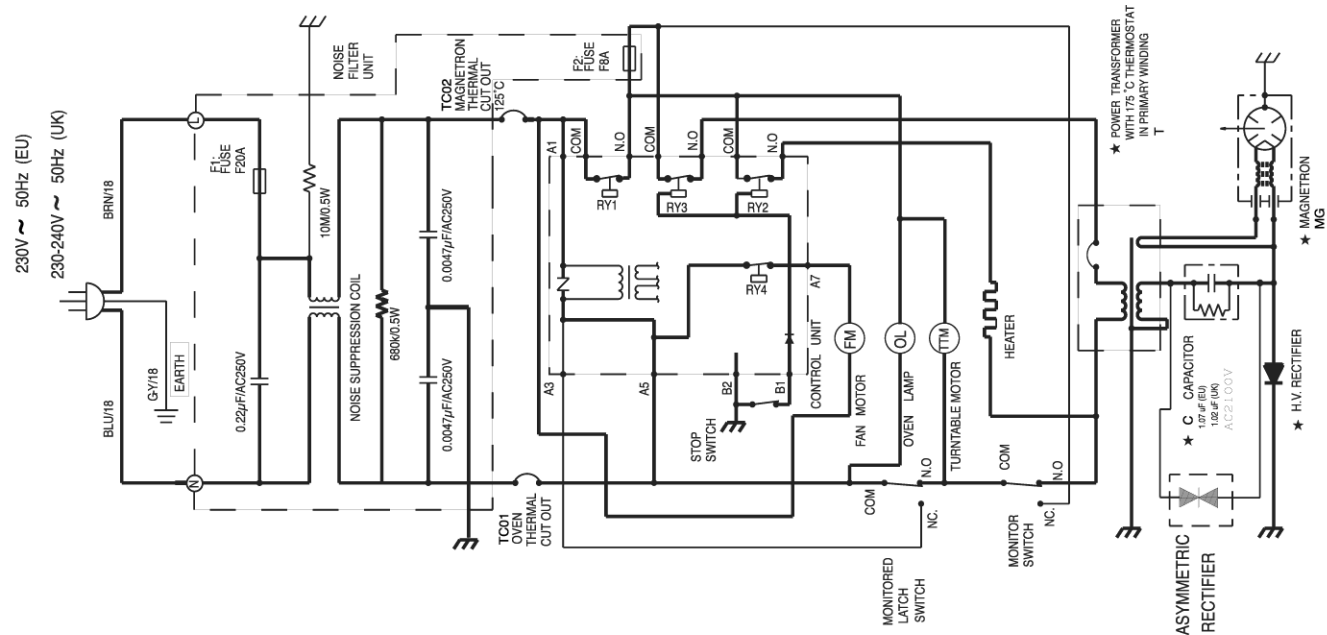 230V ~ 50Hz (EU)
230-240V ~ 50Hz (UK)
BRN/18
BLU/18
G-Y/18
EARTH
L
N
NOISE
FILTER
UNIT
F1:
FUSE
F20A
0.22µF/AC250V
10M/0.5W
NOISE SUPPRESSION COIL
680k/0.5W
0.0047µF/AC250V
0.0047µF/AC250V
TC02
MAGNETRON
THERMAL
CUT OUT
125°C
TC01
OVEN
THERMAL
CUT OUT
F2:
FUSE
F8A
A1
COM
N.O
COM
N.O
COM
N.O
RY1
RY3
RY2
RY4
A3
A5
B2
B1
A7
CONTROL UNIT
STOP
SWITCH
FM
FAN MOTOR
OL
OVEN LAMP
TTM
TURNTABLE MOTOR
HEATER
COM
N.O
NC.
MONITORED
LATCH
SWITCH
COM
N.O
NC.
MONITOR
SWITCH
★ POWER TRANSFORMER
WITH 175°C THERMOSTAT
IN PRIMARY WINDING
T
★ MAGNETRON
MG
★ C CAPACITOR
1.07 uF (EU)
1.02 uF (UK)
AC2100V
★ H.V. RECTIFIER
ASYMMETRIC
RECTIFIER